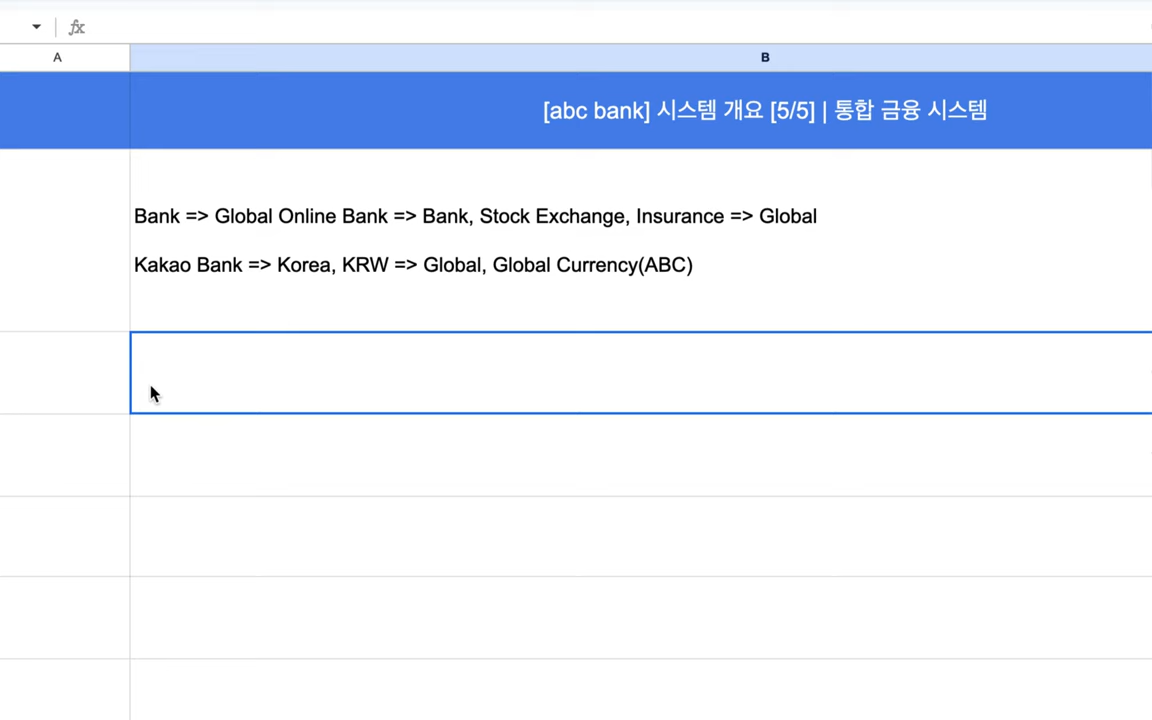 fx
A
B
[abc bank] 시스템 개요 [5/5] | 통합 금융 시스템
Bank => Global Online Bank => Bank, Stock Exchange, Insurance => Global
Kakao Bank => Korea, KRW => Global, Global Currency(ABC)